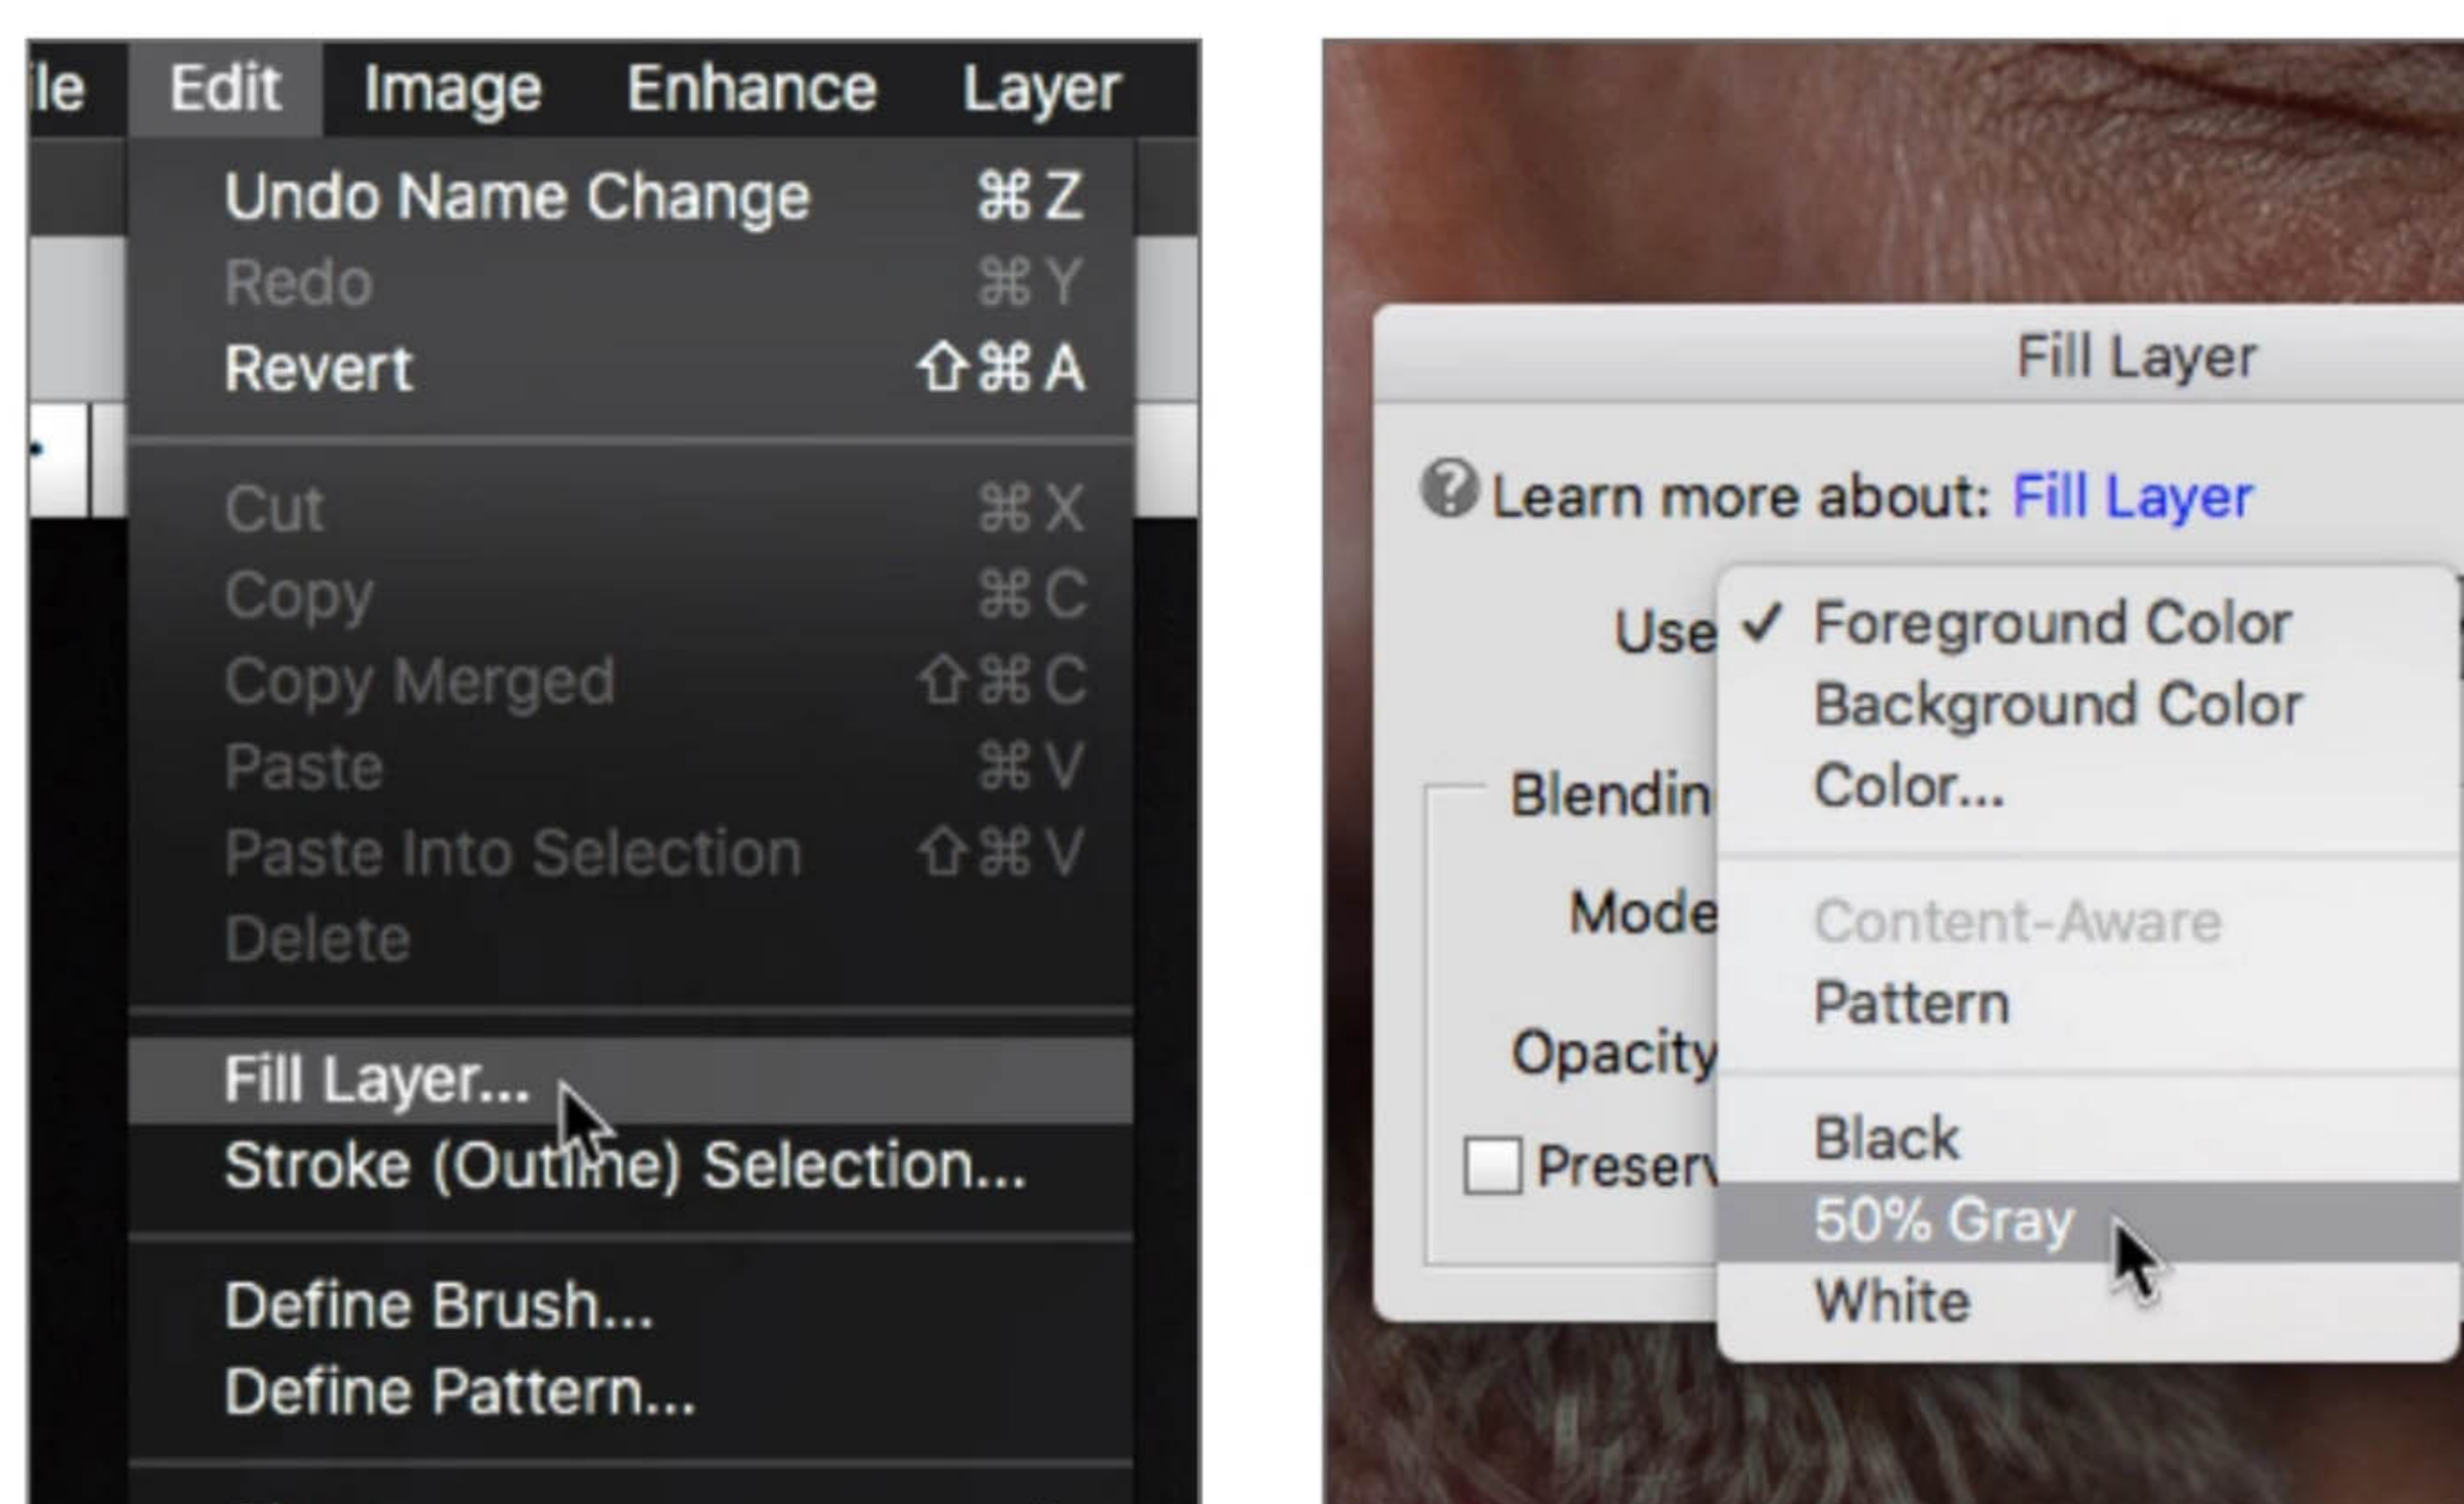 ile Edit Image Enhance Layer
Undo Name Change ⌘Z
Redo ⌘Y
Revert ⇧⌘A
Cut ⌘X
Copy ⌘C
Copy Merged ⇧⌘C
Paste ⌘V
Paste Into Selection ⇧⌘V
Delete
Fill Layer...
Stroke (Outline) Selection...
Define Brush...
Define Pattern...
Fill Layer
Learn more about: Fill Layer
Use ✓ Foreground Color
Background Color
Color...
Blendin
Mode
Content-Aware
Pattern
Opacity
Black
Preserv
50% Gray
White